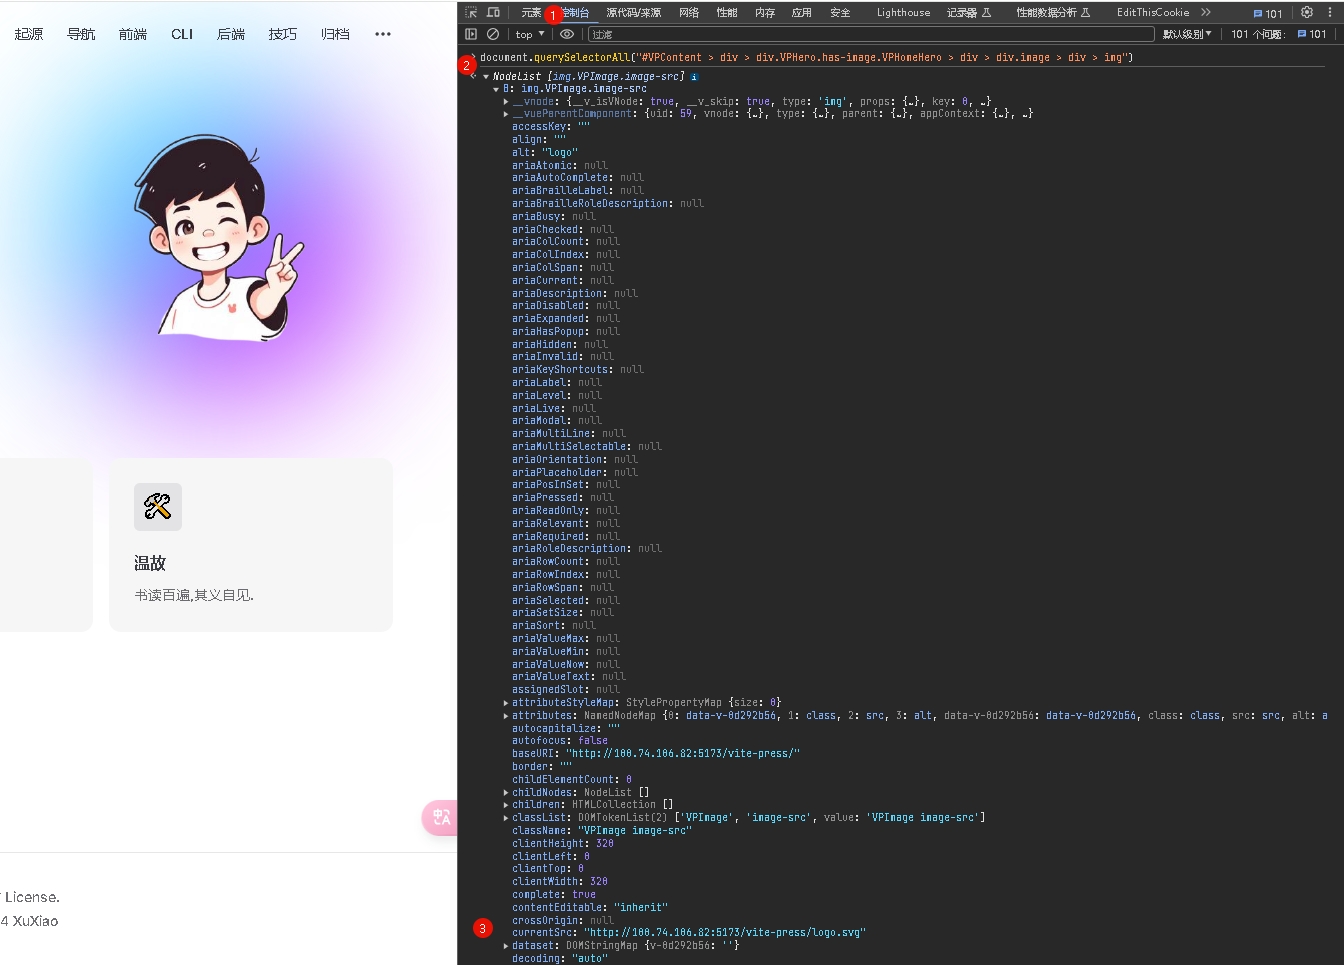 起源 导航 前端 CLI 后端 技巧 归档 •••
温故
书读百遍,其义自见.
License.
4 XuXiao
元素 1 控制台 源代码/来源 网络 性能 内存 应用 安全 Lighthouse 记录器 性能数据分析 EditThisCookie 101
top 过滤 默认级别 101 个问题: 101
document.querySelectorAll("#VPContent > div > div.VPHero.has-image.VPHomeHero > div > div.image > div > img")
2
NodeList [img.VPImage.image-src]
0: img.VPImage.image-src
__vnode: {__v_isVNode: true, __v_skip: true, type: 'img', props: {…}, key: 0, …}
__vueParentComponent: {uid: 59, vnode: {…}, type: {…}, parent: {…}, appContext: {…}, …}
accessKey: ""
align: ""
alt: "logo"
ariaAtomic: null
ariaAutoComplete: null
ariaBrailleLabel: null
ariaBrailleRoleDescription: null
ariaBusy: null
ariaChecked: null
ariaColCount: null
ariaColIndex: null
ariaColSpan: null
ariaCurrent: null
ariaDescription: null
ariaDisabled: null
ariaExpanded: null
ariaHasPopup: null
ariaHidden: null
ariaInvalid: null
ariaKeyShortcuts: null
ariaLabel: null
ariaLevel: null
ariaLive: null
ariaModal: null
ariaMultiLine: null
ariaMultiSelectable: null
ariaOrientation: null
ariaPlaceholder: null
ariaPosInSet: null
ariaPressed: null
ariaReadOnly: null
ariaRelevant: null
ariaRequired: null
ariaRoleDescription: null
ariaRowCount: null
ariaRowIndex: null
ariaRowSpan: null
ariaSelected: null
ariaSetSize: null
ariaSort: null
ariaValueMax: null
ariaValueMin: null
ariaValueNow: null
ariaValueText: null
assignedSlot: null
attributeStyleMap: StylePropertyMap {size: 0}
attributes: NamedNodeMap {0: data-v-0d292b56, 1: class, 2: src, 3: alt, data-v-0d292b56: data-v-0d292b56, class: class, src: src, alt: a
autocapitalize: ""
autofocus: false
baseURI: "http://100.74.106.82:5173/vite-press/"
border: ""
childElementCount: 0
childNodes: NodeList []
children: HTMLCollection []
classList: DOMTokenList(2) ['VPImage', 'image-src', value: 'VPImage image-src']
className: "VPImage image-src"
clientHeight: 320
clientLeft: 0
clientTop: 0
clientWidth: 320
complete: true
contentEditable: "inherit"
crossOrigin: null
3
currentSrc: "http://100.74.106.82:5173/vite-press/logo.svg"
dataset: DOMStringMap {v-0d292b56: ''}
decoding: "auto"